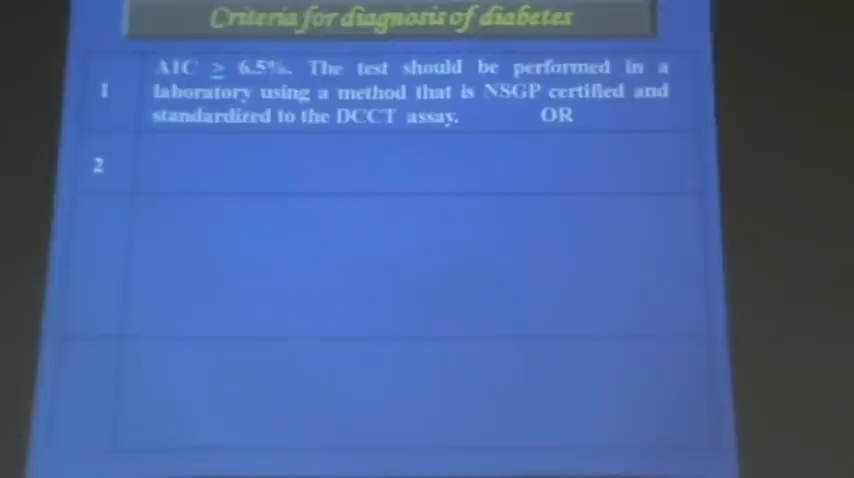 Criteria for diagnosis of diabetes
1
A1C ≥ 6.5%. The test should be performed in a
laboratory using a method that is NSGP certified and
standardized to the DCCT assay. OR
2